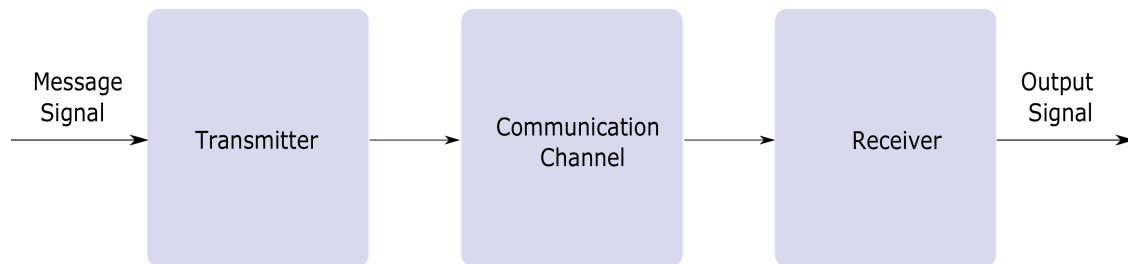 Message
Signal
Transmitter
Communication
Channel
Receiver
Output
Signal